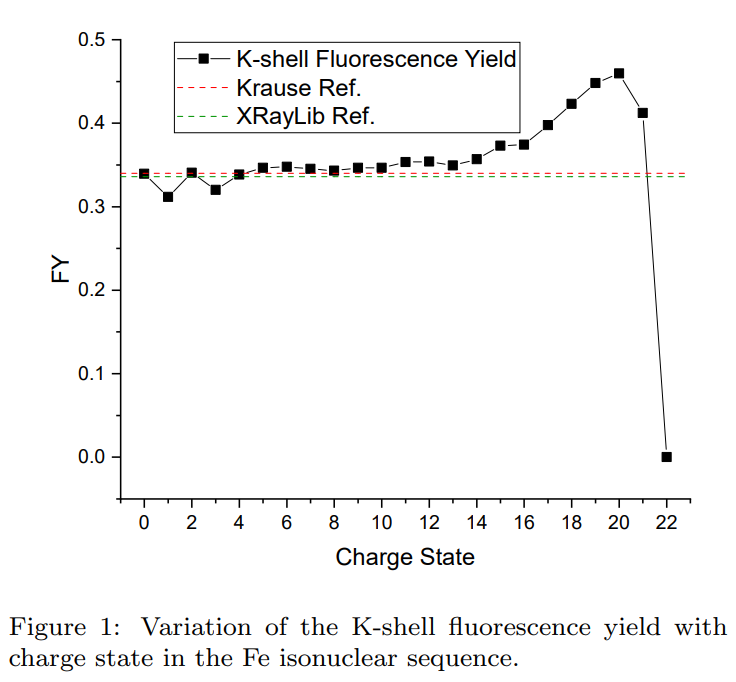 0.5
K-shell Fluorescence Yield
Krause Ref.
XRayLib Ref.
0.4
0.3
FY
0.2
0.1
0.0
0 2 4 6 8 10 12 14 16 18 20 22
Charge State
Figure 1: Variation of the K-shell fluorescence yield with
charge state in the Fe isonuclear sequence.